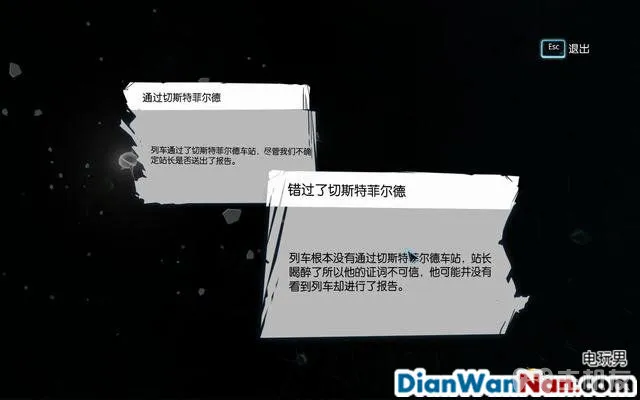 Esc 退出
通过切斯特菲尔德
列车通过了切斯特菲尔德车站，尽管我们不确
定站长是否送出了报告。
错过了切斯特菲尔德
列车根本没有通过切斯特菲尔德车站，站长
喝醉了所以他的证词不可信，他可能并没有
看到列车却进行了报告。
电玩男
DianWanNan.com